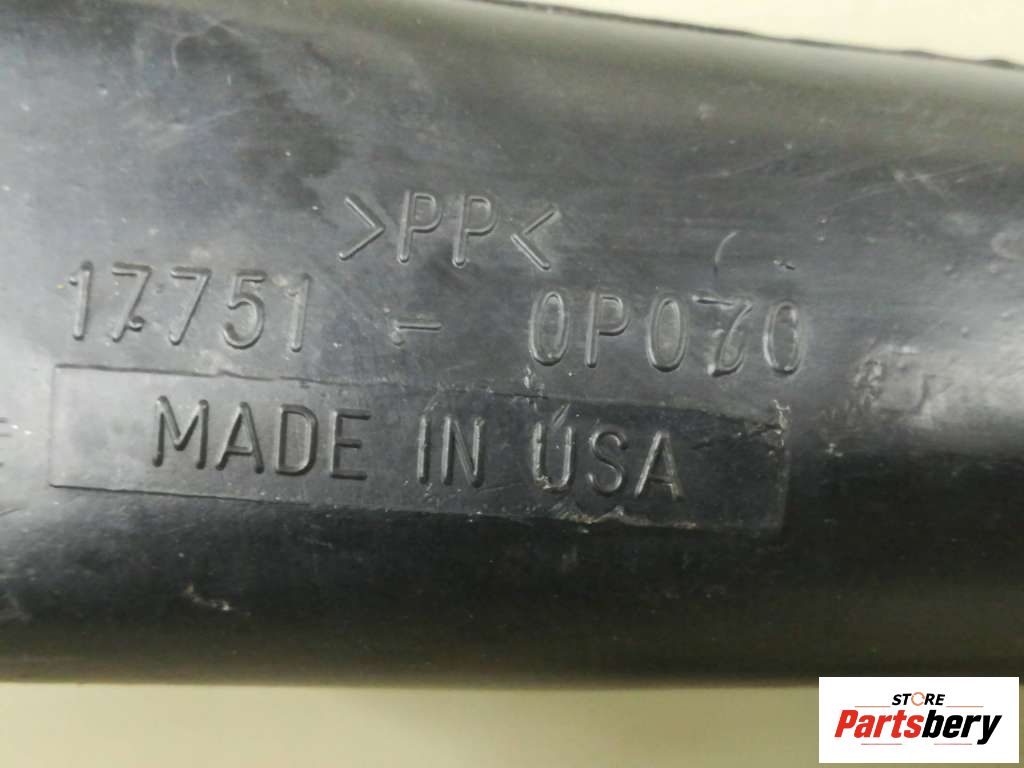 >PP<
17751 - 0P070
MADE IN USA
STORE
Partsbery